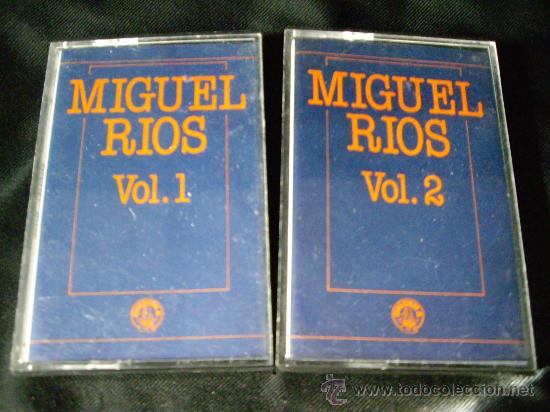 MIGUEL
RIOS
Vol. 1
MIGUEL
RIOS
Vol. 2
www.todocoleccion.net